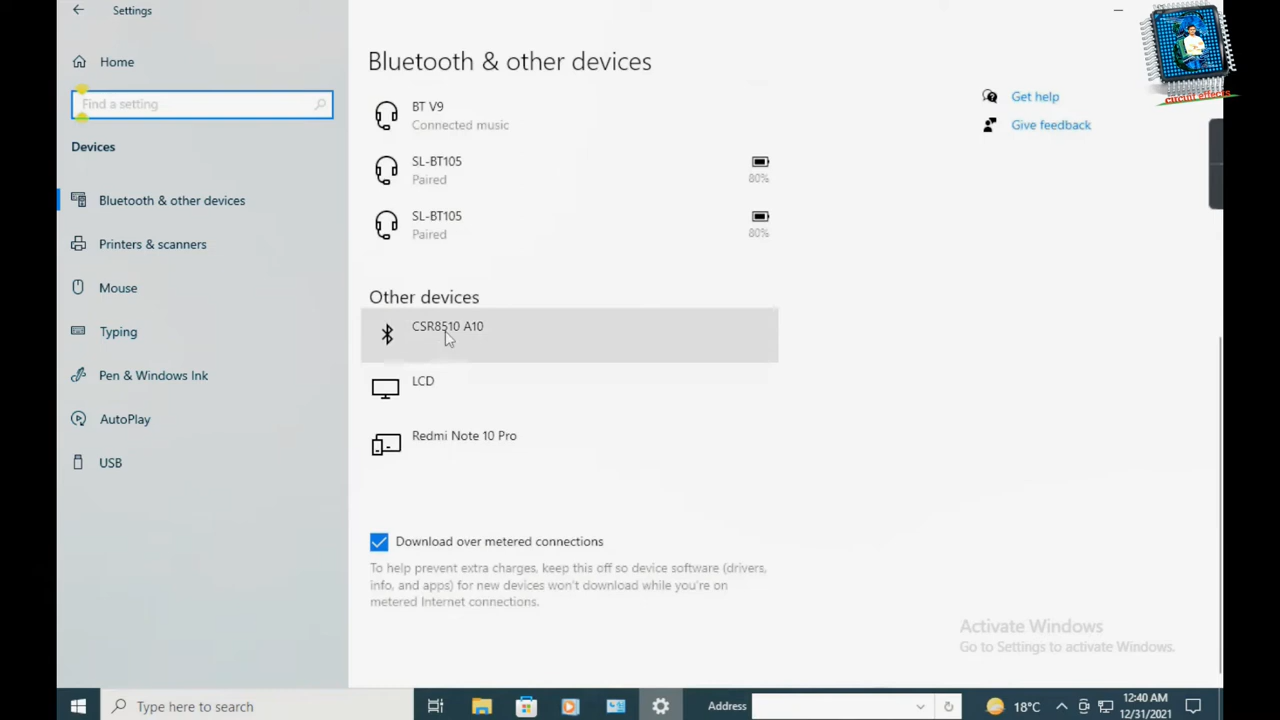 Settings
Home
Find a setting
Devices
Bluetooth & other devices
Printers & scanners
Mouse
Typing
Pen & Windows Ink
AutoPlay
USB
Bluetooth & other devices
BT V9
Connected music
SL-BT105
Paired
80%
SL-BT105
Paired
80%
Other devices
CSR8510 A10
LCD
Redmi Note 10 Pro
Download over metered connections
To help prevent extra charges, keep this off so device software (drivers,
info, and apps) for new devices won't download while you're on
metered Internet connections.
Get help
Give feedback
circuit effects
Activate Windows
Go to Settings to activate Windows.
Type here to search
Address
18°C
12:40 AM
12/31/2021